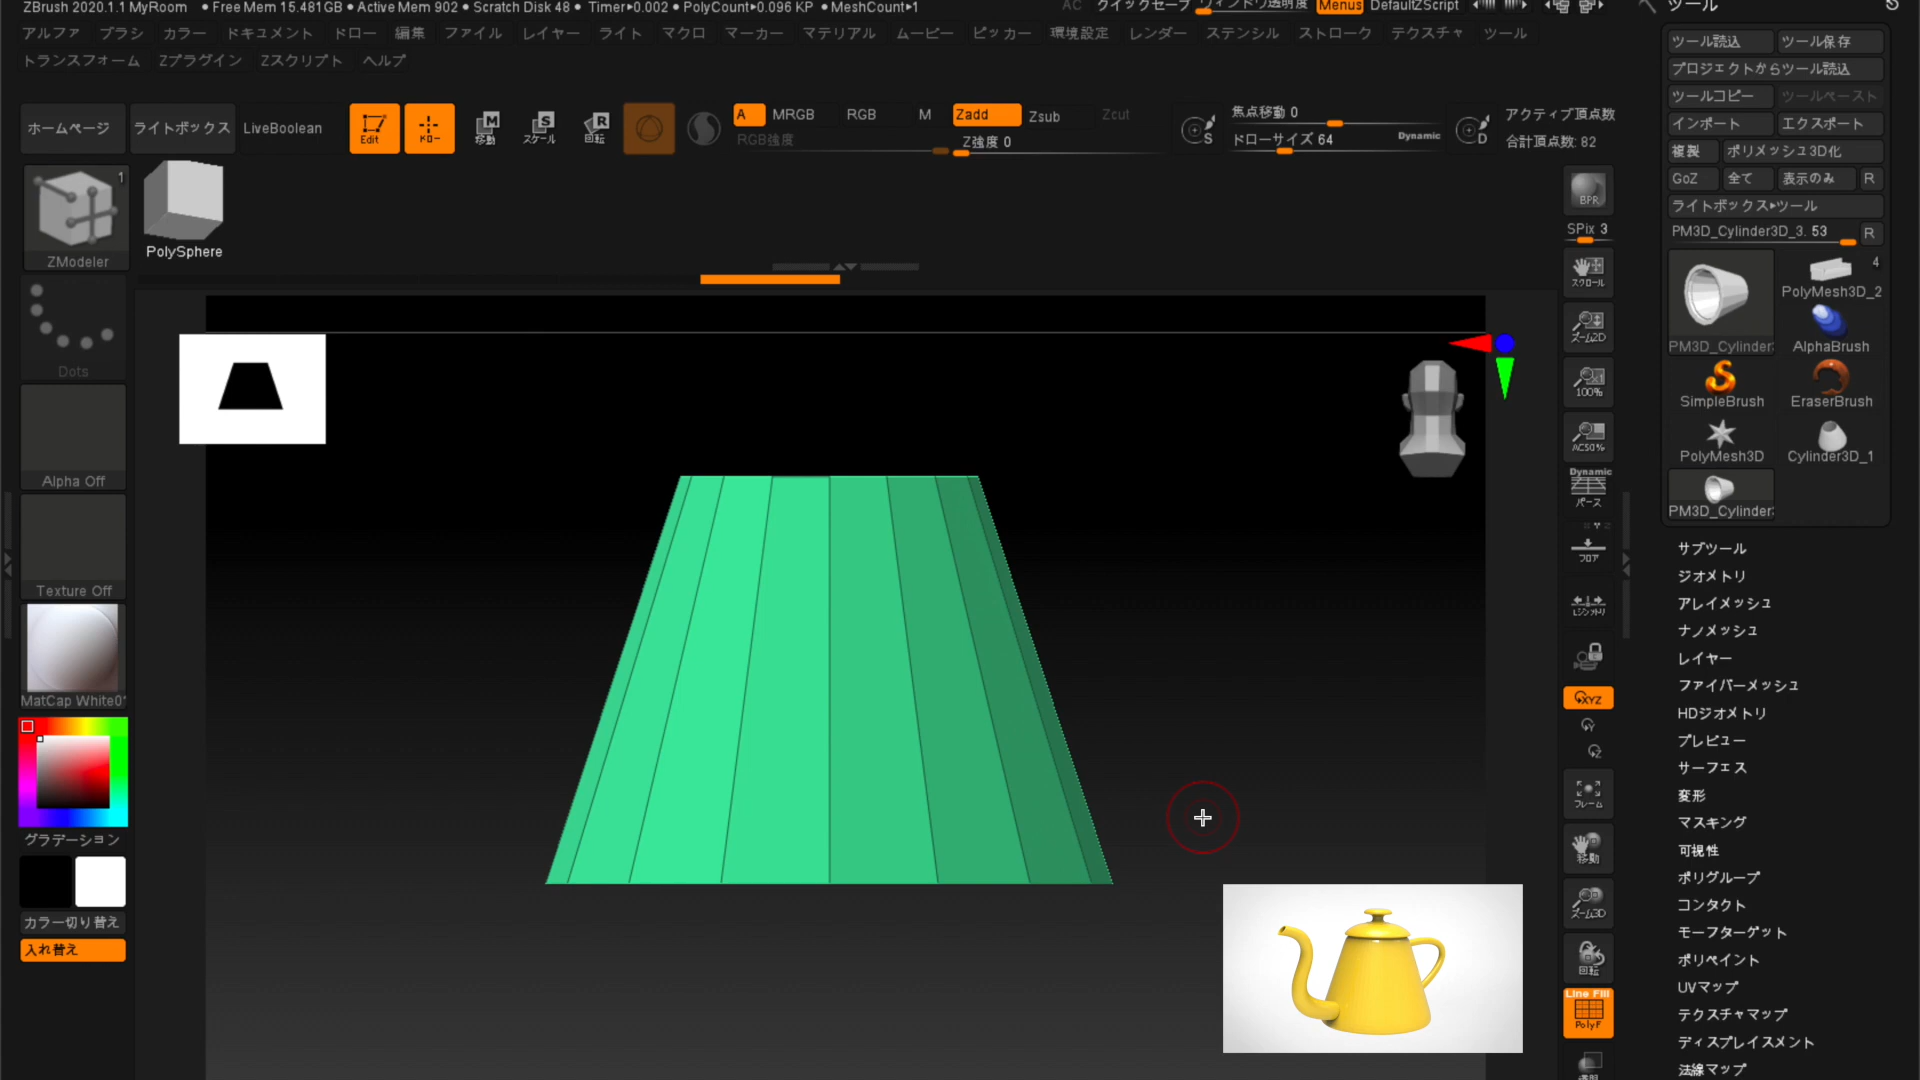 ZBrush 2020.1.1 MyRoom • Free Mem 15.481GB • Active Mem 902 • Scratch Disk 48 • Timer▸0.002 • PolyCount▸0.096 KP • MeshCount▸1
AC クイックセーブ ウィンドウ透明度 Menus DefaultZScript
ツール
アルファ ブラシ カラー ドキュメント ドロー 編集 ファイル レイヤー ライト マクロ マーカー マテリアル ムービー ピッカー 環境設定 レンダー ステンシル ストローク テクスチャ ツール
トランスフォーム Zプラグイン Zスクリプト ヘルプ
ホームページ ライトボックス LiveBoolean
Edit ドロー 移動 スケール 回転
M S R
A MRGB RGB M Zadd Zsub Zcut
RGB強度 Z強度 0
S 焦点移動 0
ドローサイズ 64 Dynamic
D アクティブ頂点数
合計頂点数: 82
1
ZModeler
PolySphere
Dots
Alpha Off
Texture Off
MatCap White0
グラデーション
カラー切り替え
入れ替え
BPR
SPix 3
スクロール
ズーム2D
100%
AC50%
Dynamic
パース
フロア
Lシンメトリ
XYZ
Y
Z
フレーム
移動
ズーム3D
回転
Line Fill
PolyF
透明
ツール読込 ツール保存
プロジェクトからツール読込
ツールコピー ツールペースト
インポート エクスポート
複製 ポリメッシュ3D化
GoZ 全て 表示のみ R
ライトボックス▸ツール
PM3D_Cylinder3D_3. 53 R
4
PolyMesh3D_2
PM3D_Cylinder3 AlphaBrush
SimpleBrush EraserBrush
PolyMesh3D Cylinder3D_1
PM3D_Cylinder3
サブツール
ジオメトリ
アレイメッシュ
ナノメッシュ
レイヤー
ファイバーメッシュ
HDジオメトリ
プレビュー
サーフェス
変形
マスキング
可視性
ポリグループ
コンタクト
モーフターゲット
ポリペイント
UVマップ
テクスチャマップ
ディスプレイスメント
法線マップ